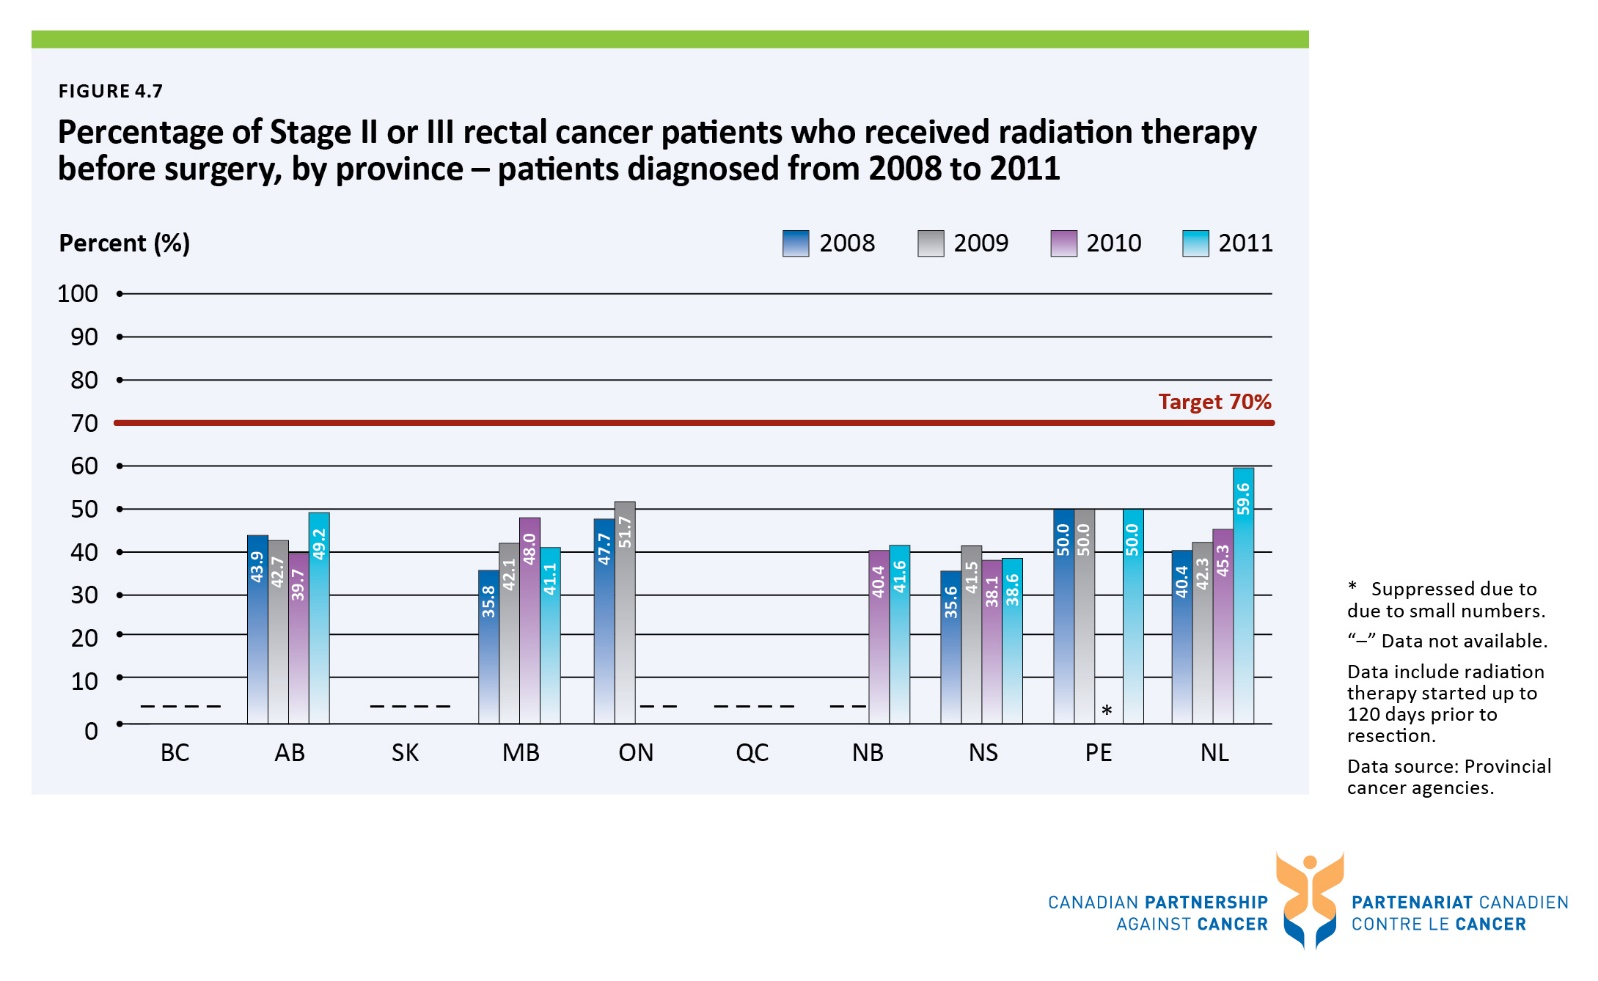 FIGURE 4.7
Percentage of Stage II or III rectal cancer patients who received radiation therapy
before surgery, by province – patients diagnosed from 2008 to 2011
Percent (%)
2008 2009 2010 2011
100
90
80
Target 70%
70
60
50
40
30
20
10
0
43.9 42.7 39.7 49.2
35.8 42.1 48.0 41.1
47.7 51.7
40.4 41.6
35.6 41.5 38.1 38.6
50.0 50.0 * 50.0
40.4 42.3 45.3 59.6
BC AB SK MB ON QC NB NS PE NL
* Suppressed due to
due to small numbers.
“–” Data not available.
Data include radiation
therapy started up to
120 days prior to
resection.
Data source: Provincial
cancer agencies.
CANADIAN PARTNERSHIP
AGAINST CANCER
PARTENARIAT CANADIEN
CONTRE LE CANCER